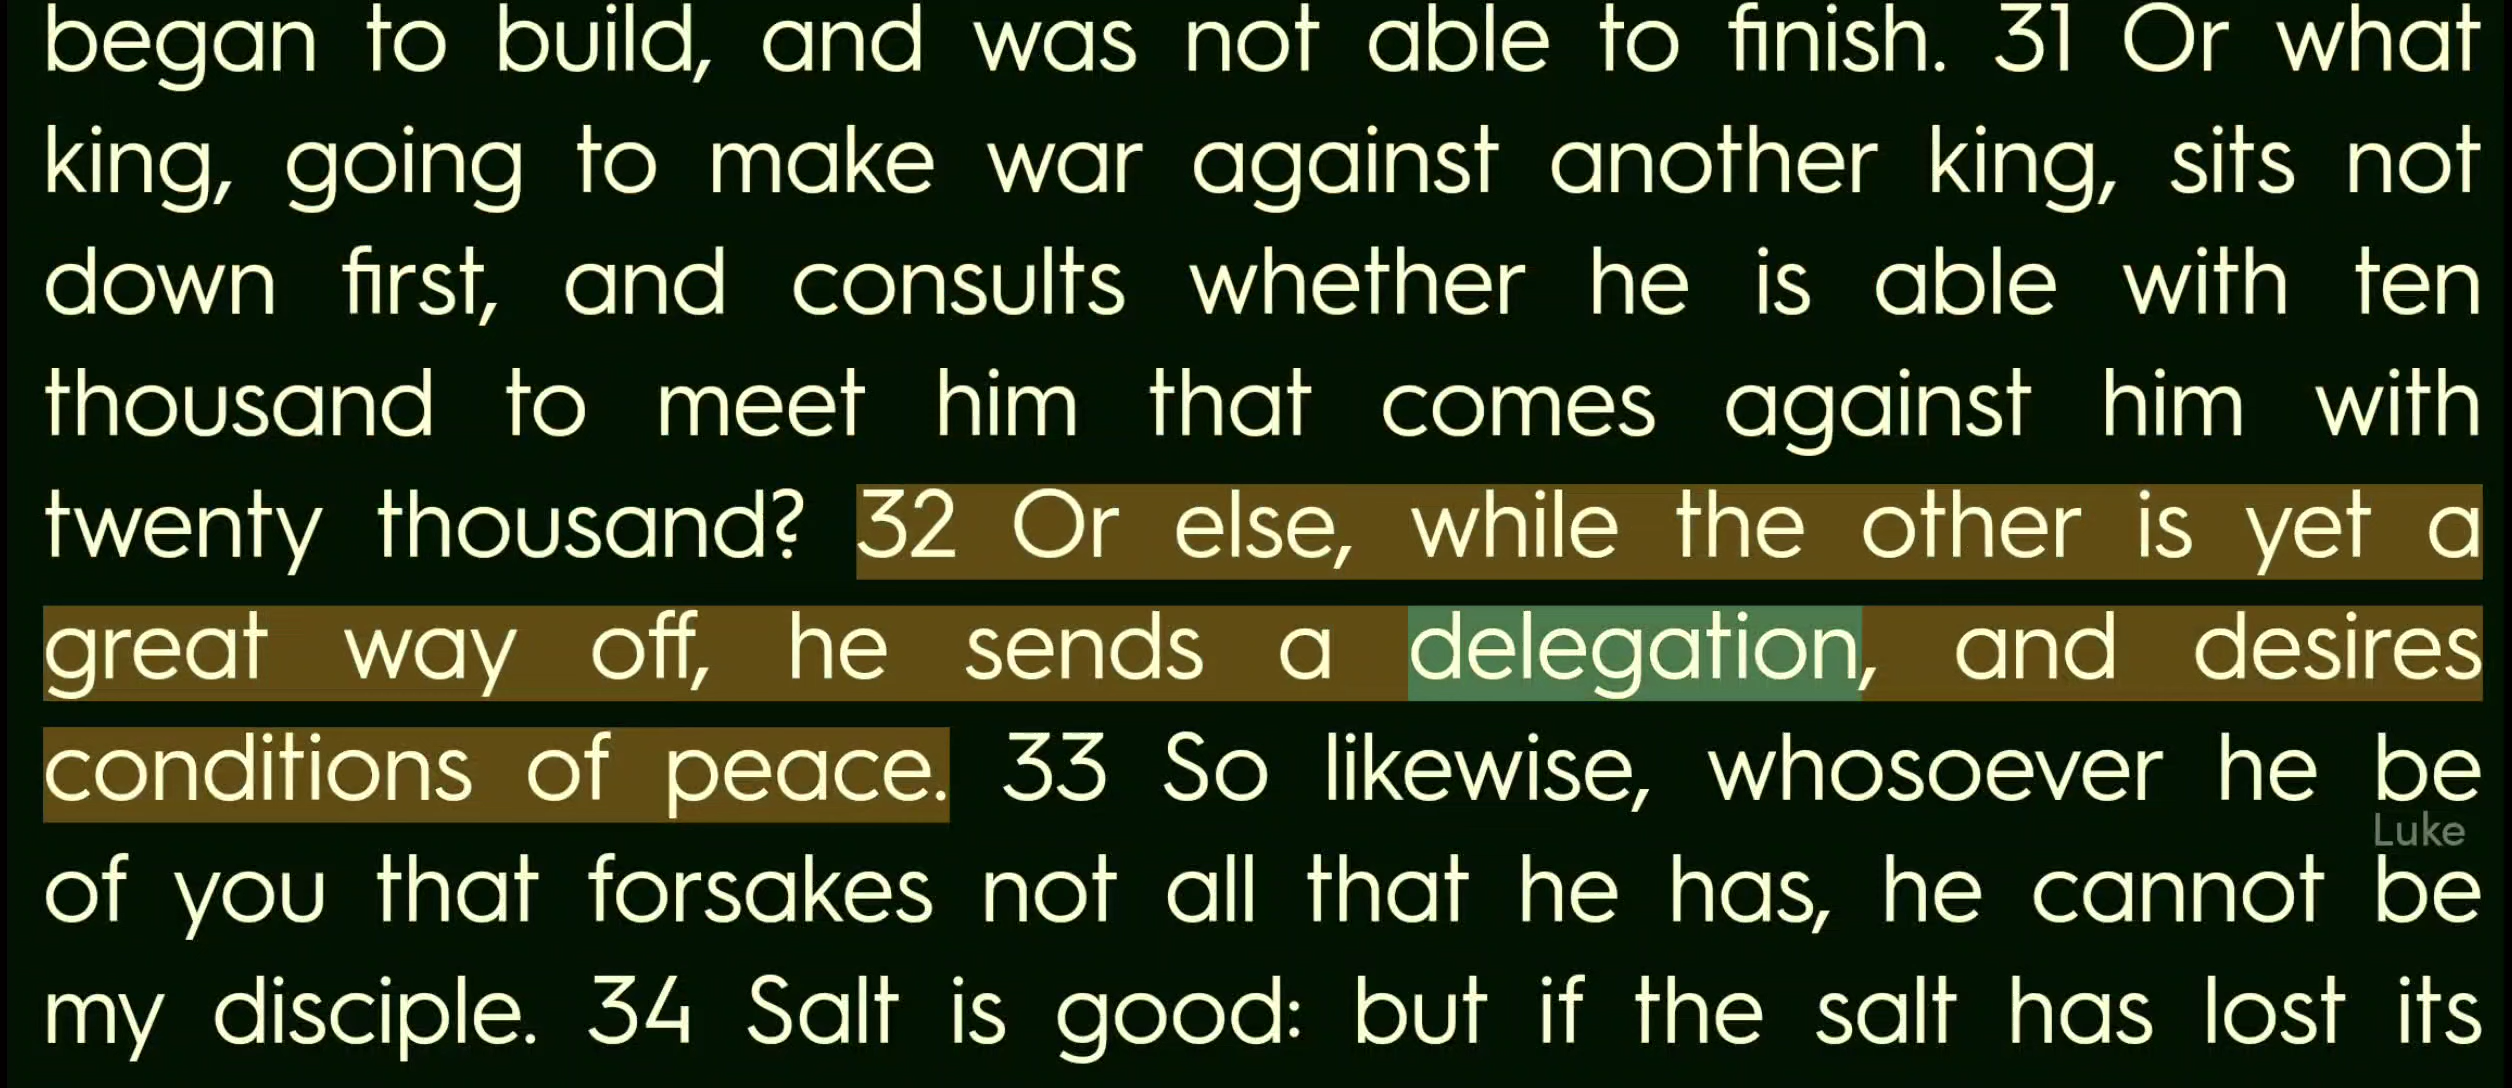 began to build, and was not able to finish. 31 Or what
king, going to make war against another king, sits not
down first, and consults whether he is able with ten
thousand to meet him that comes against him with
twenty thousand? 32 Or else, while the other is yet a
great way off, he sends a delegation, and desires
conditions of peace. 33 So likewise, whosoever he be
Luke
of you that forsakes not all that he has, he cannot be
my disciple. 34 Salt is good: but if the salt has lost its